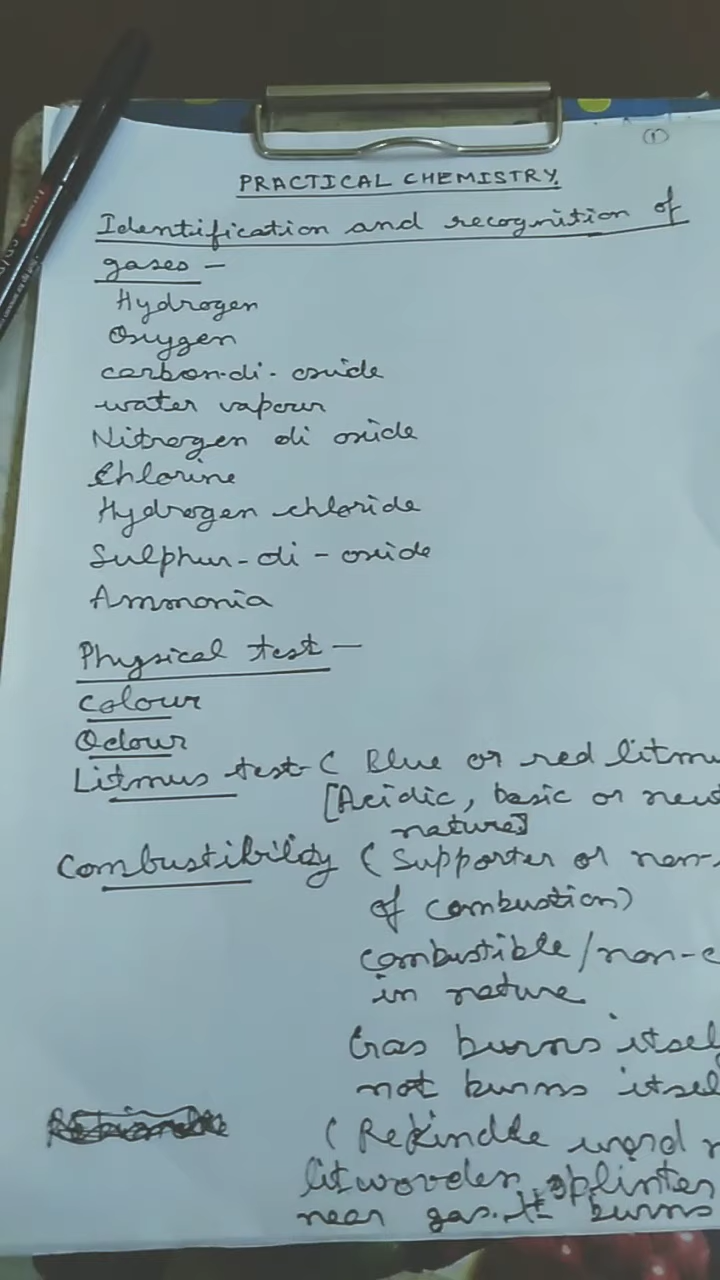 (1)
PRACTICAL CHEMISTRY.
Identification and recognition of
gases -
Hydrogen
Oxygen
carbon-di-oxide
water vapour
Nitrogen di oxide
Chlorine
Hydrogen chloride
Sulphur-di-oxide
Ammonia
Physical test -
Colour
Odour
Litmus test- ( Blue or red litmu
[Acidic, basic or neut
nature]
Combustibility ( Supporter or non-
of combustion)
combustible/non-c
in nature
Gas burns itsel
not burns itsel
( Rekindle word
lit wooden splinter
near gas. It burns